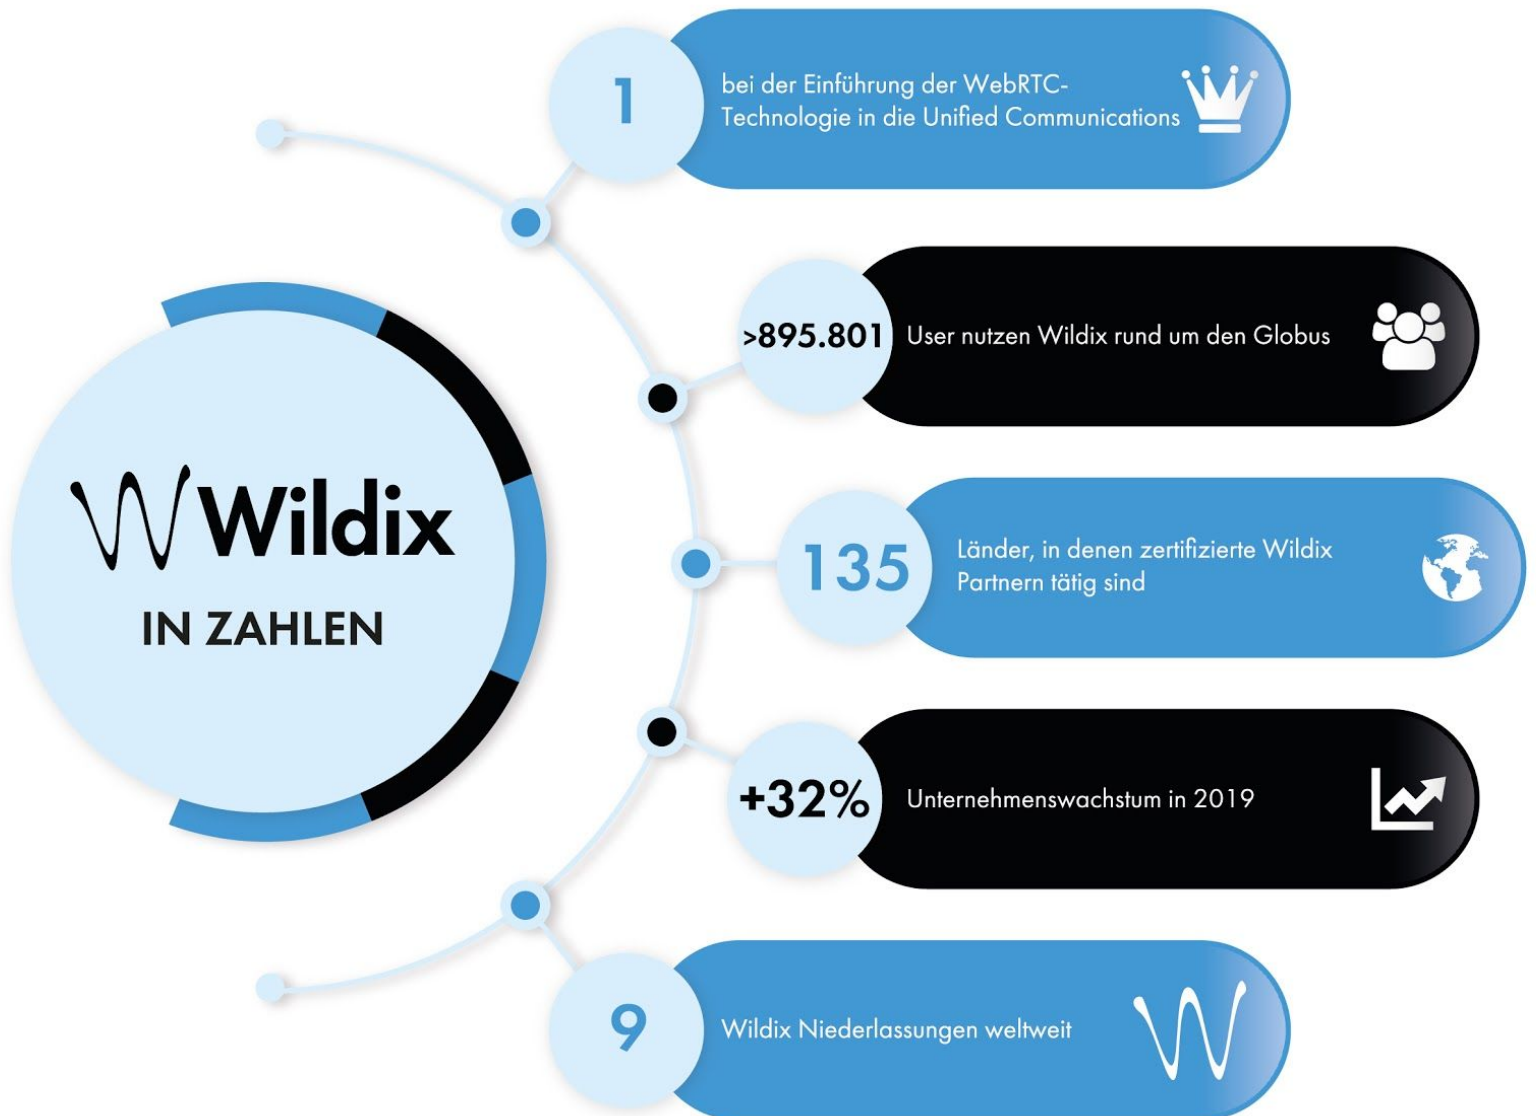 Wildix
IN ZAHLEN
1
bei der Einführung der WebRTC-
Technologie in die Unified Communications
>895.801
User nutzen Wildix rund um den Globus
135
Länder, in denen zertifizierte Wildix
Partnern tätig sind
+32%
Unternehmenswachstum in 2019
9
Wildix Niederlassungen weltweit